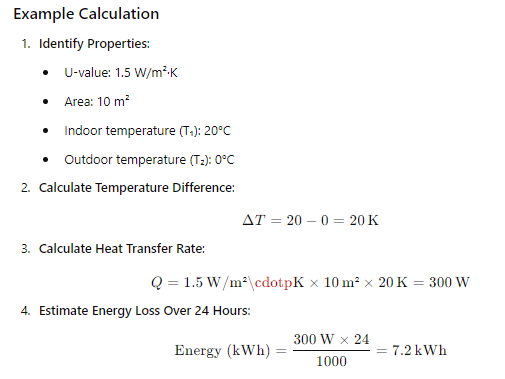 Example Calculation
1. Identify Properties:
• U-value: 1.5 W/m²·K
• Area: 10 m²
• Indoor temperature (T₁): 20°C
• Outdoor temperature (T₂): 0°C
2. Calculate Temperature Difference:
ΔT = 20 − 0 = 20 K
3. Calculate Heat Transfer Rate:
Q = 1.5 W/m²\cdotpK × 10 m² × 20 K = 300 W
4. Estimate Energy Loss Over 24 Hours:
Energy (kWh) = (300 W × 24) / 1000 = 7.2 kWh